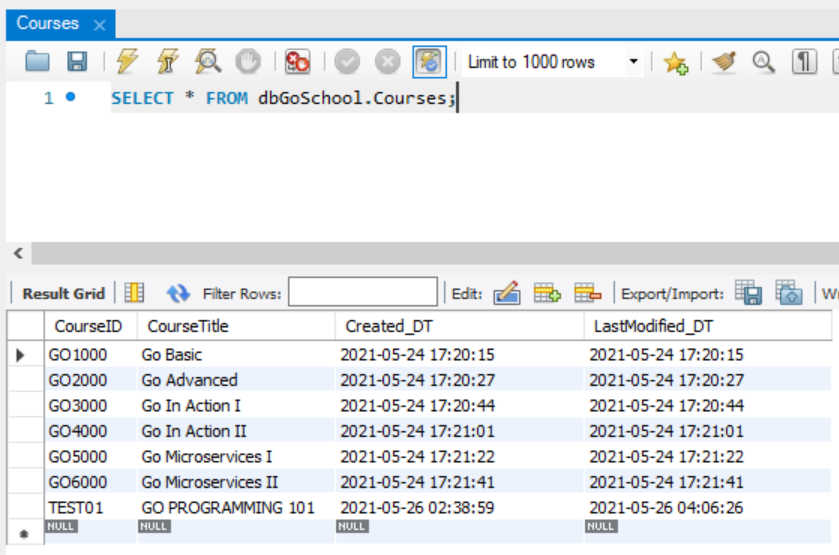 Courses ×
Limit to 1000 rows
1 SELECT * FROM dbGoSchool.Courses;
Result Grid Filter Rows: Edit: Export/Import:
CourseID CourseTitle Created_DT LastModified_DT
GO1000 Go Basic 2021-05-24 17:20:15 2021-05-24 17:20:15
GO2000 Go Advanced 2021-05-24 17:20:27 2021-05-24 17:20:27
GO3000 Go In Action I 2021-05-24 17:20:44 2021-05-24 17:20:44
GO4000 Go In Action II 2021-05-24 17:21:01 2021-05-24 17:21:01
GO5000 Go Microservices I 2021-05-24 17:21:22 2021-05-24 17:21:22
GO6000 Go Microservices II 2021-05-24 17:21:41 2021-05-24 17:21:41
TEST01 GO PROGRAMMING 101 2021-05-26 02:38:59 2021-05-26 04:06:26
NULL NULL NULL NULL